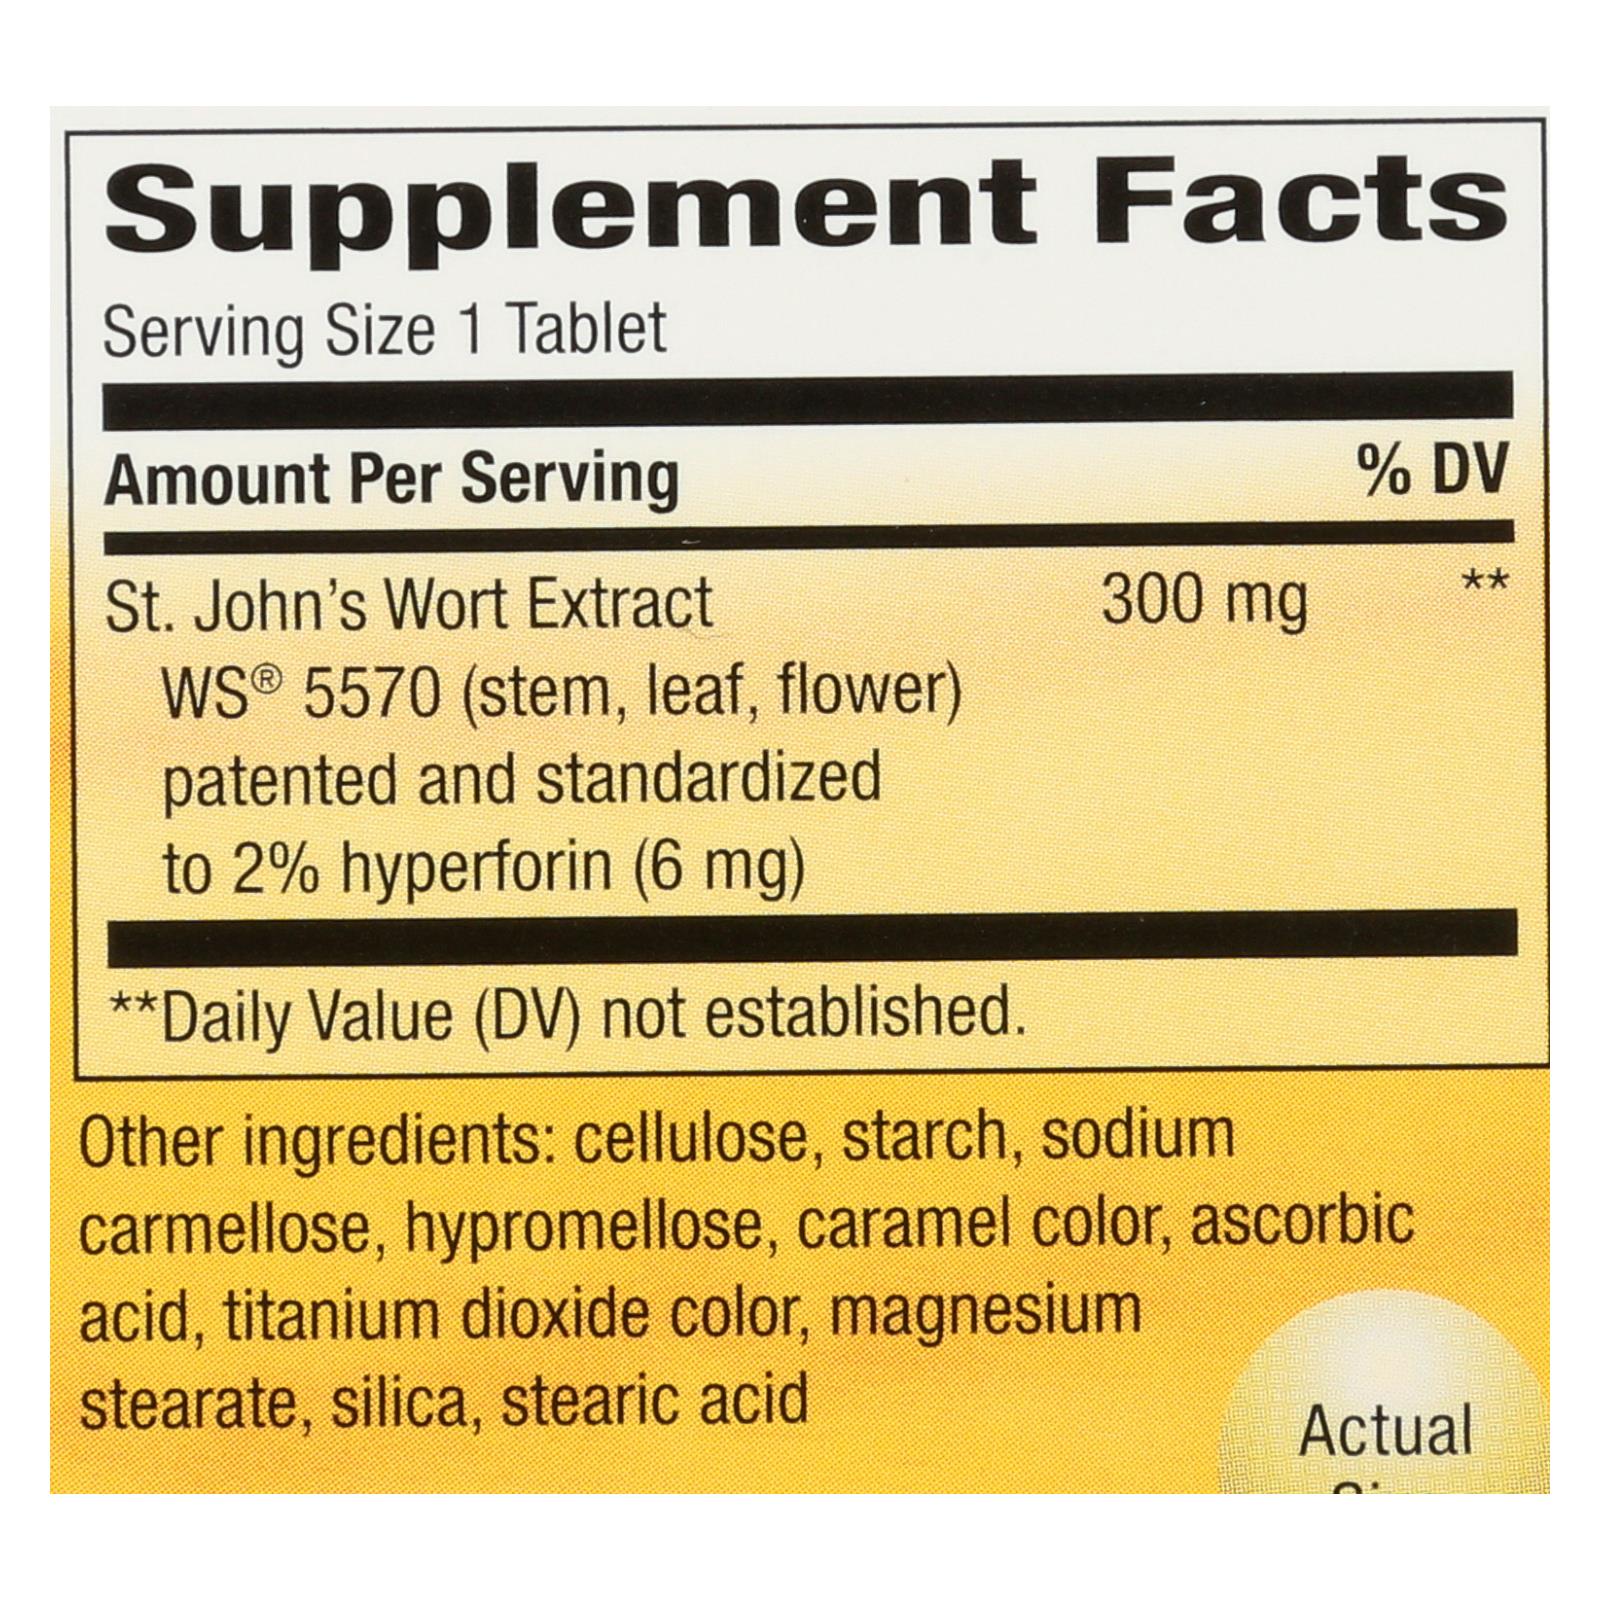 Supplement Facts
Serving Size 1 Tablet
Amount Per Serving % DV
St. John's Wort Extract 300 mg **
WS® 5570 (stem, leaf, flower)
patented and standardized
to 2% hyperforin (6 mg)
**Daily Value (DV) not established.
Other ingredients: cellulose, starch, sodium
carmellose, hypromellose, caramel color, ascorbic
acid, titanium dioxide color, magnesium
stearate, silica, stearic acid
Actual